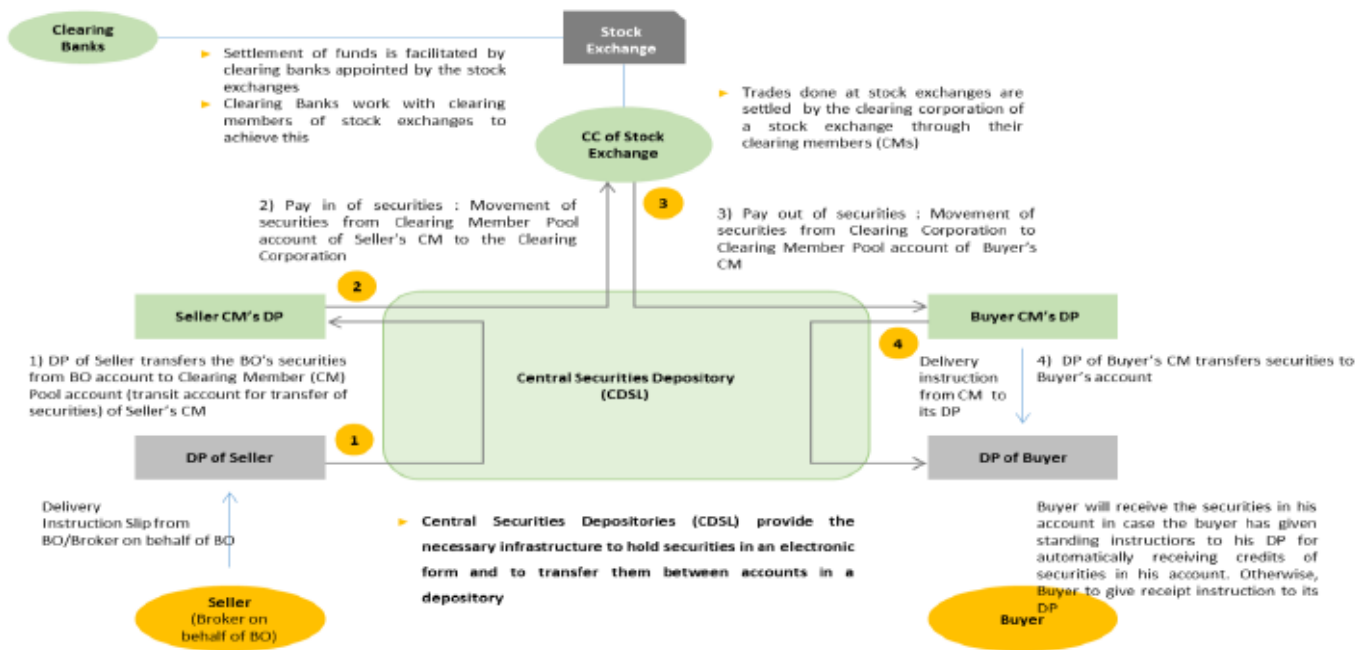 Clearing
Banks
Stock
Exchange
► Settlement of funds is facilitated by
clearing banks appointed by the stock
exchanges
► Clearing Banks work with clearing
members of stock exchanges to
achieve this
► Trades done at stock exchanges are
settled by the clearing corporation of
a stock exchange through their
clearing members (CMs)
CC of Stock
Exchange
2) Pay in of securities : Movement of
securities from Clearing Member Pool
account of Seller's CM to the Clearing
Corporation
3
3) Pay out of securities : Movement of
securities from Clearing Corporation to
Clearing Member Pool account of Buyer's
CM
2
Seller CM's DP
Buyer CM's DP
4
1) DP of Seller transfers the BO's securities
from BO account to Clearing Member (CM)
Pool account (transit account for transfer of
securities) of Seller's CM
Central Securities Depository
(CDSL)
Delivery
instruction
from CM to
its DP
4) DP of Buyer's CM transfers securities to
Buyer's account
1
DP of Seller
DP of Buyer
Delivery
Instruction Slip from
BO/Broker on behalf of BO
► Central Securities Depositories (CDSL) provide the
necessary infrastructure to hold securities in an electronic
form and to transfer them between accounts in a
depository
Buyer will receive the securities in his
account in case the buyer has given
standing instructions to his DP for
automatically receiving credits of
securities in his account. Otherwise,
Buyer to give receipt instruction to its
DP
Seller
(Broker on
behalf of BO)
Buyer